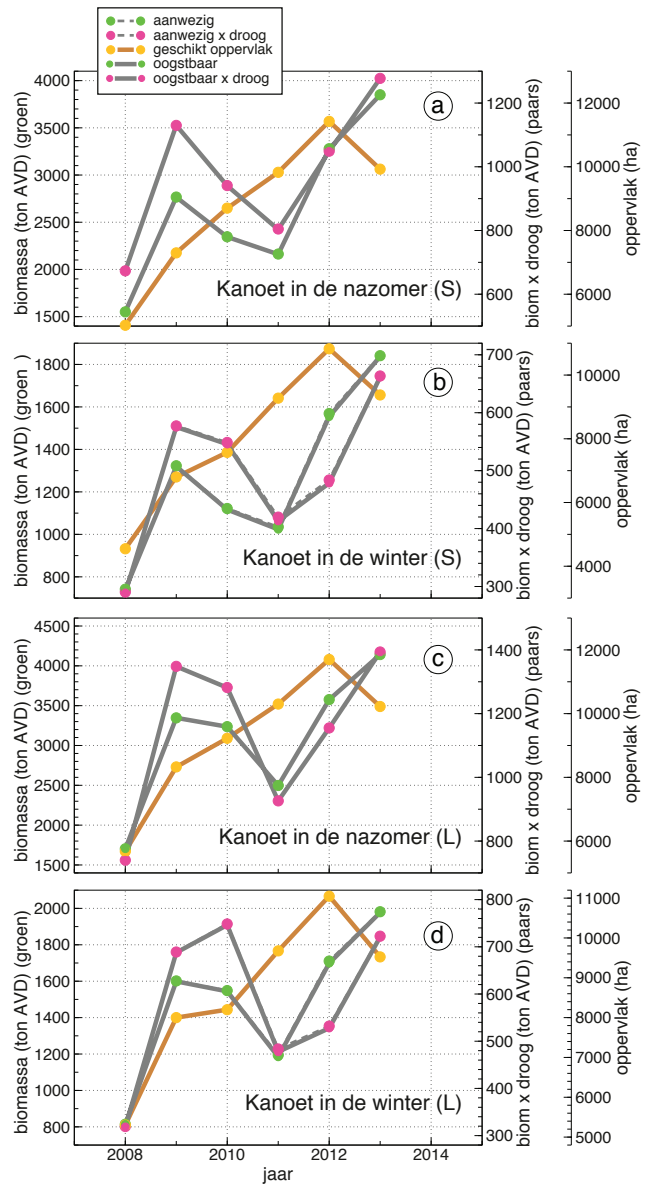 aanwezig
aanwezig x droog
geschikt oppervlak
oogstbaar
oogstbaar x droog
4000
3500
3000
2500
2000
1500
biomassa (ton AVD) (groen)
a
Kanoet in de nazomer (S)
1200
1000
800
600
biom x droog (ton AVD) (paars)
12000
10000
8000
6000
oppervlak (ha)
1800
1600
1400
1200
1000
800
biomassa (ton AVD) (groen )
b
Kanoet in de winter (S)
700
600
500
400
300
biom x droog (ton AVD) (paars)
10000
8000
6000
4000
oppervlak (ha)
4500
4000
3500
3000
2500
2000
1500
biomassa (ton AVD) (groen)
c
Kanoet in de nazomer (L)
1400
1200
1000
800
biom x droog (ton AVD) (paars)
12000
10000
8000
6000
oppervlak (ha)
2000
1800
1600
1400
1200
1000
800
biomassa (ton AVD) (groen)
d
Kanoet in de winter (L)
800
700
600
500
400
300
biom x droog (ton AVD) (paars)
11000
10000
9000
8000
7000
6000
5000
oppervlak (ha)
2008
2010
2012
2014
jaar